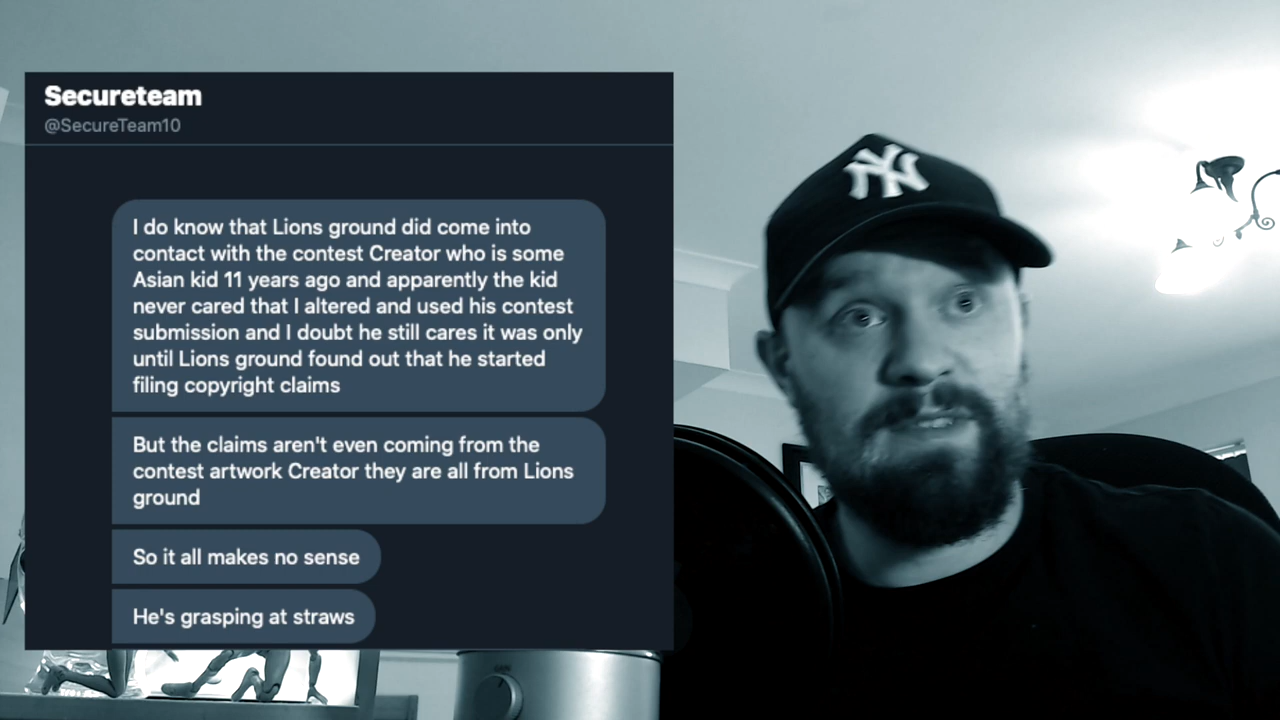 Secureteam
@SecureTeam10
I do know that Lions ground did come into
contact with the contest Creator who is some
Asian kid 11 years ago and apparently the kid
never cared that I altered and used his contest
submission and I doubt he still cares it was only
until Lions ground found out that he started
filing copyright claims
But the claims aren't even coming from the
contest artwork Creator they are all from Lions
ground
So it all makes no sense
He's grasping at straws
NY
GAIN